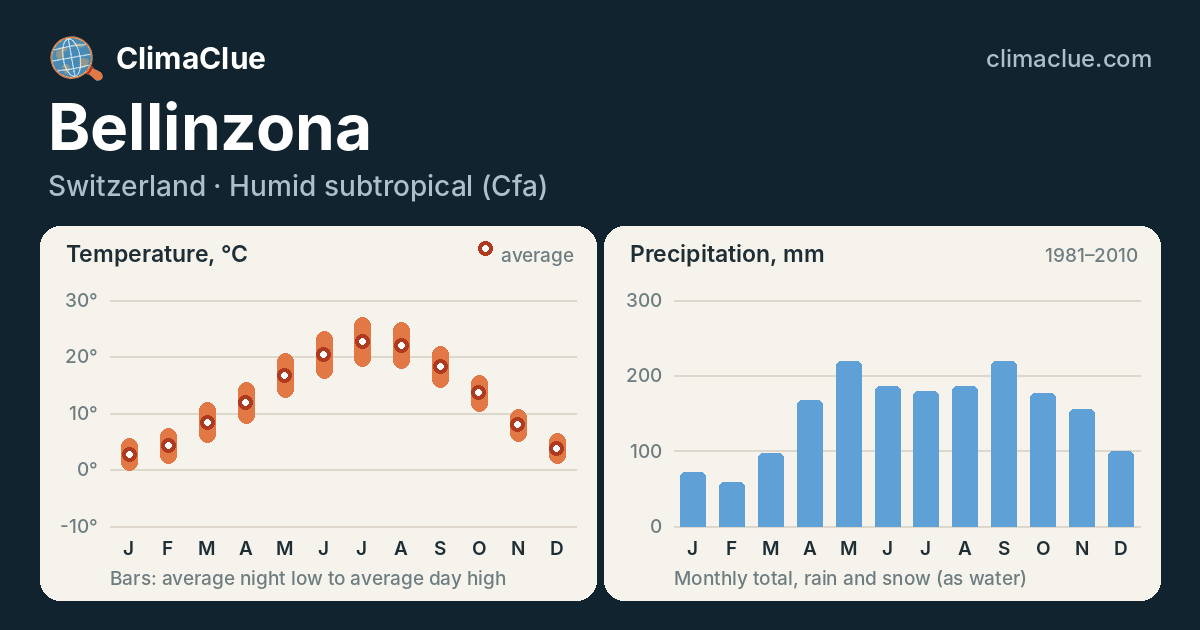 ClimaClue
climaclue.com
Bellinzona
Switzerland · Humid subtropical (Cfa)
Temperature, °C
average
30°
20°
10°
0°
-10°
J F M A M J J A S O N D
Bars: average night low to average day high
Precipitation, mm
1981–2010
300
200
100
0
J F M A M J J A S O N D
Monthly total, rain and snow (as water)